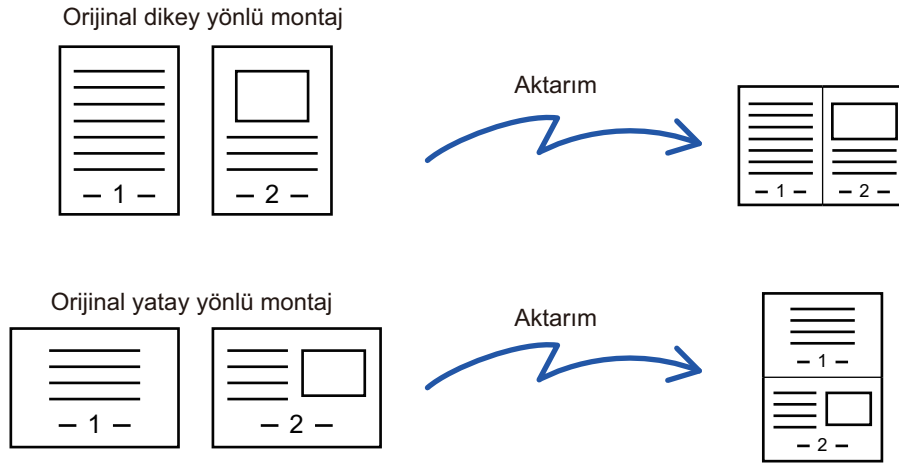 Orijinal dikey yönlü montaj
Aktarım
– 1 –
– 2 –
– 1 –
– 2 –
Orijinal yatay yönlü montaj
Aktarım
– 1 –
– 2 –
– 1 –
– 2 –